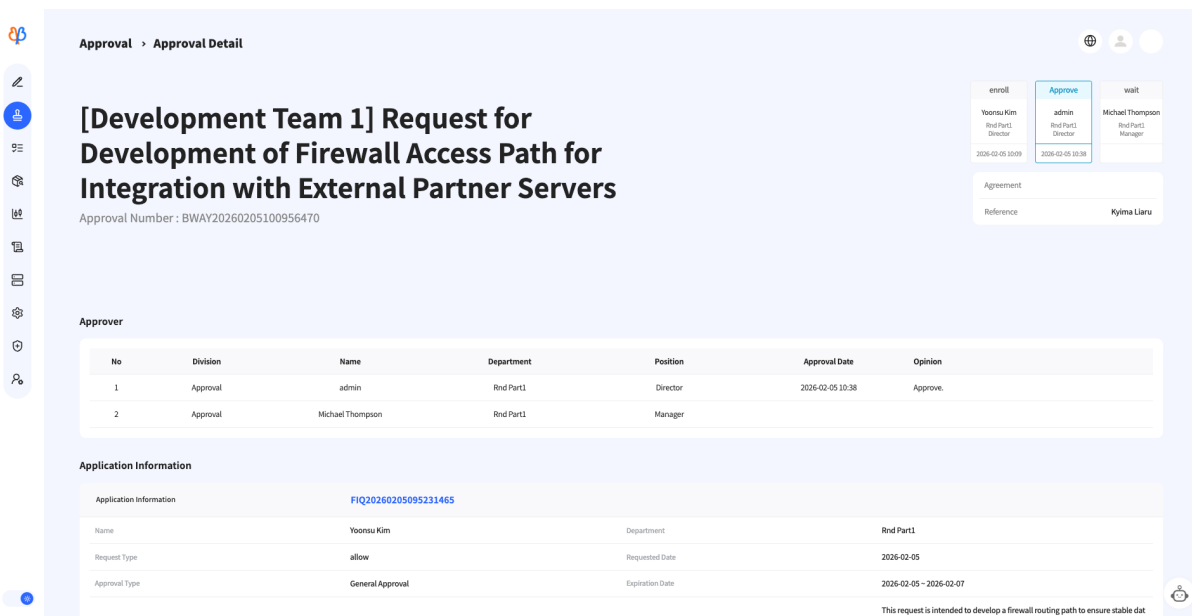 Approval > Approval Detail
enroll Approve wait
Yoonsu Kim admin Michael Thompson
Rnd Part1 Rnd Part1 Rnd Part1
Director Director Manager
2026-02-05 10:09 2026-02-05 10:38
[Development Team 1] Request for
Development of Firewall Access Path for
Integration with External Partner Servers
Approval Number : BWAY20260205100956470
Agreement
Reference Kyima Liaru
Approver
No Division Name Department Position Approval Date Opinion
1 Approval admin Rnd Part1 Director 2026-02-05 10:38 Approve.
2 Approval Michael Thompson Rnd Part1 Manager
Application Information
Application Information FIQ20260205095231465
Name Yoonsu Kim Department Rnd Part1
Request Type allow Requested Date 2026-02-05
Approval Type General Approval Expiration Date 2026-02-05 ~ 2026-02-07
This request is intended to develop a firewall routing path to ensure stable dat